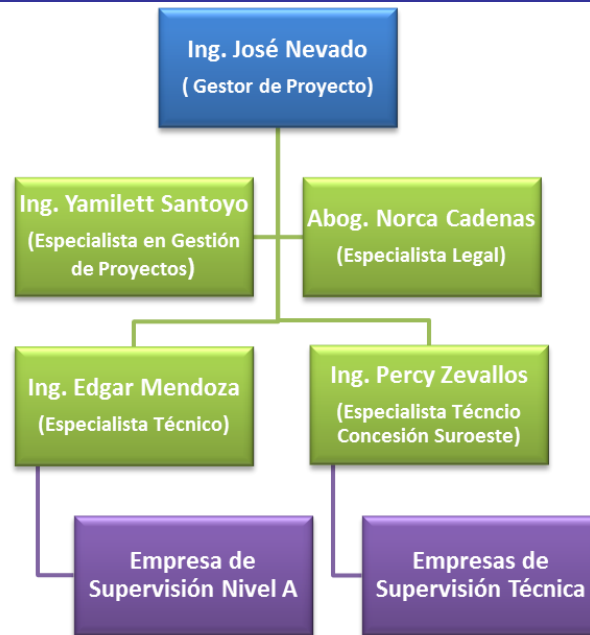 Ing. José Nevado
( Gestor de Proyecto)
Ing. Yamilett Santoyo
(Especialista en Gestión
de Proyectos)
Abog. Norca Cadenas
(Especialista Legal)
Ing. Edgar Mendoza
(Especialista Técnico)
Ing. Percy Zevallos
(Especialista Técncio
Concesión Suroeste)
Empresa de
Supervisión Nivel A
Empresas de
Supervisión Técnica